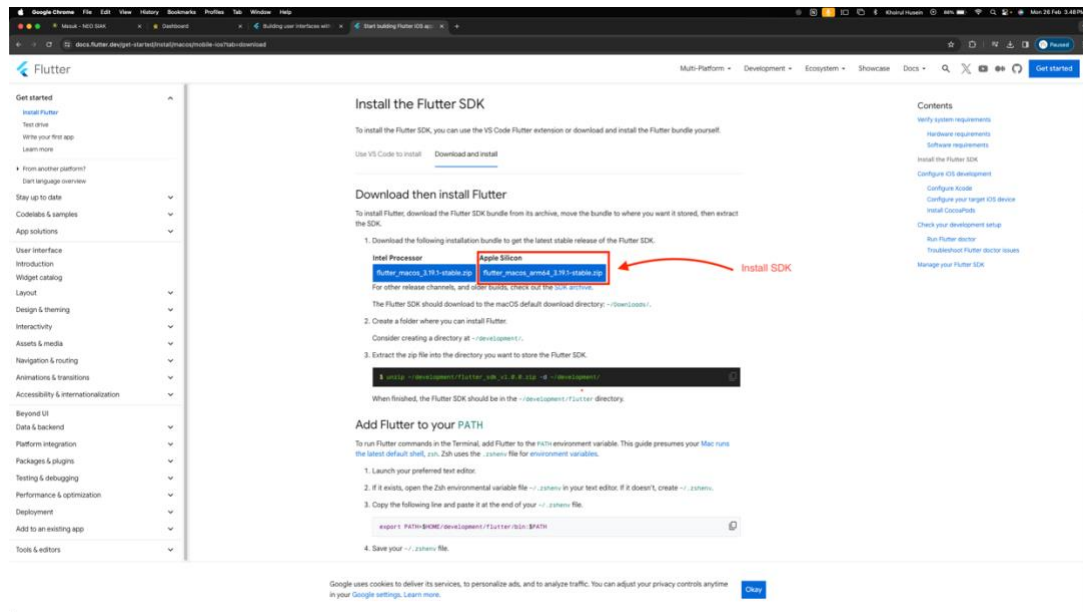 Google Chrome File Edit View History Bookmarks Profiles Tab Window Help
Khoirul Husein Mon 26 Feb 3.48PM
Masuk - NEO SIAK
Dashboard
Building user interfaces with
Start building Flutter iOS ap
docs.flutter.dev/get-started/install/macos/mobile-ios?tab=download
Paused
Flutter
Multi-Platform
Development
Ecosystem
Showcase
Docs
Get started
Get started
Install Flutter
Test drive
Write your first app
Learn more
From another platform?
Dart language overview
Stay up to date
Codelabs & samples
App solutions
User interface
Introduction
Widget catalog
Layout
Design & theming
Interactivity
Assets & media
Navigation & routing
Animations & transitions
Accessibility & internationalization
Beyond UI
Data & backend
Platform integration
Packages & plugins
Testing & debugging
Performance & optimization
Deployment
Add to an existing app
Tools & editors
Install the Flutter SDK
To install the Flutter SDK, you can use the VS Code Flutter extension or download and install the Flutter bundle yourself.
Use VS Code to install
Download and install
Download then install Flutter
To install Flutter, download the Flutter SDK bundle from its archive, move the bundle to where you want it stored, then extract
the SDK.
1. Download the following installation bundle to get the latest stable release of the Flutter SDK.
Intel Processor
Apple Silicon
flutter_macos_3.19.1-stable.zip
flutter_macos_arm64_3.19.1-stable.zip
Install SDK
For other release channels, and older builds, check out the SDK archive.
The Flutter SDK should download to the macOS default download directory: ~/Downloads/.
2. Create a folder where you can install Flutter.
Consider creating a directory at ~/development/.
3. Extract the zip file into the directory you want to store the Flutter SDK.
$ unzip ~/development/flutter_sdk_v1.0.0.zip -d ~/development/
When finished, the Flutter SDK should be in the ~/development/flutter directory.
Add Flutter to your PATH
To run Flutter commands in the Terminal, add Flutter to the PATH environment variable. This guide presumes your Mac runs
the latest default shell, zsh. Zsh uses the .zshenv file for environment variables.
1. Launch your preferred text editor.
2. If it exists, open the Zsh environmental variable file ~/.zshenv in your text editor. If it doesn't, create ~/.zshenv.
3. Copy the following line and paste it at the end of your ~/.zshenv file.
export PATH=$HOME/development/flutter/bin:$PATH
4. Save your ~/.zshenv file.
Contents
Verify system requirements
Hardware requirements
Software requirements
Install the Flutter SDK
Configure iOS development
Configure Xcode
Configure your target iOS device
Install CocoaPods
Check your development setup
Run Flutter doctor
Troubleshoot Flutter doctor issues
Manage your Flutter SDK
Google uses cookies to deliver its services, to personalize ads, and to analyze traffic. You can adjust your privacy controls anytime
in your Google settings. Learn more.
Okay